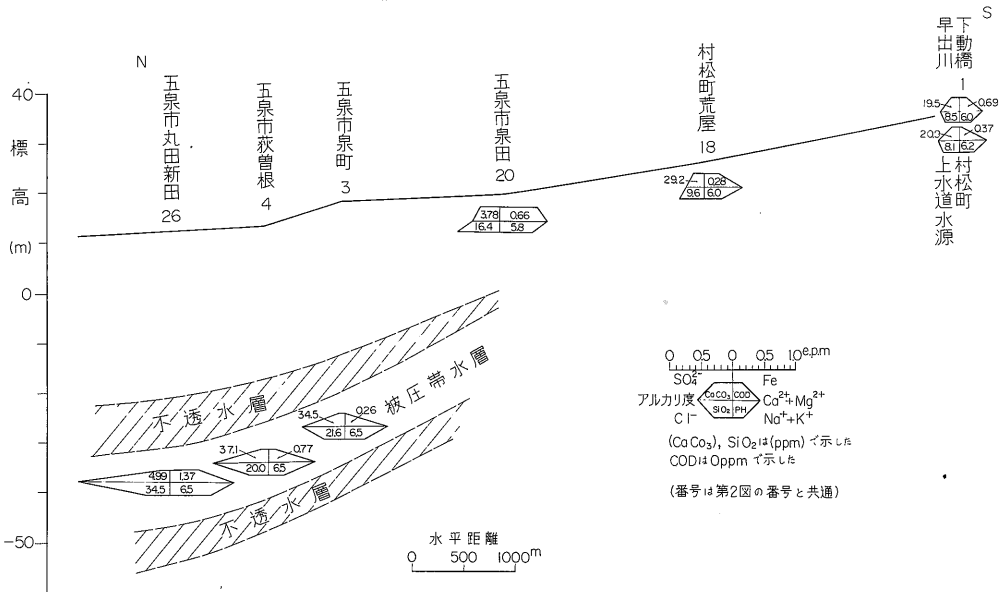 N
S
五泉市丸田新田
26
五泉市荻曽根
4
五泉市泉町
3
五泉市泉田
20
村松町荒屋
18
早出川
下動橋
1
村松町
上水道水源
40
標高
(m)
0
-50
19.5
0.69
8.5
6.0
20.0
0.37
8.1
6.2
29.2
0.28
9.6
6.0
3.78
0.66
16.4
5.8
34.5
0.26
21.6
6.5
37.1
0.77
20.0
6.5
4.99
1.37
34.5
6.5
不透水層
被圧帯水層
不透水層
水平距離
0 500 1000m
0 0.5 0 0.5 1.0 e.p.m
SO₄²⁻ Fe
アルカリ度 CaCO₃ COD Ca²⁺+Mg²⁺
SiO₂ PH
Cl⁻ Na⁺+K⁺
(CaCo₃), SiO₂は(ppm)で示した
CODはOppmで示した
(番号は第2図の番号と共通)